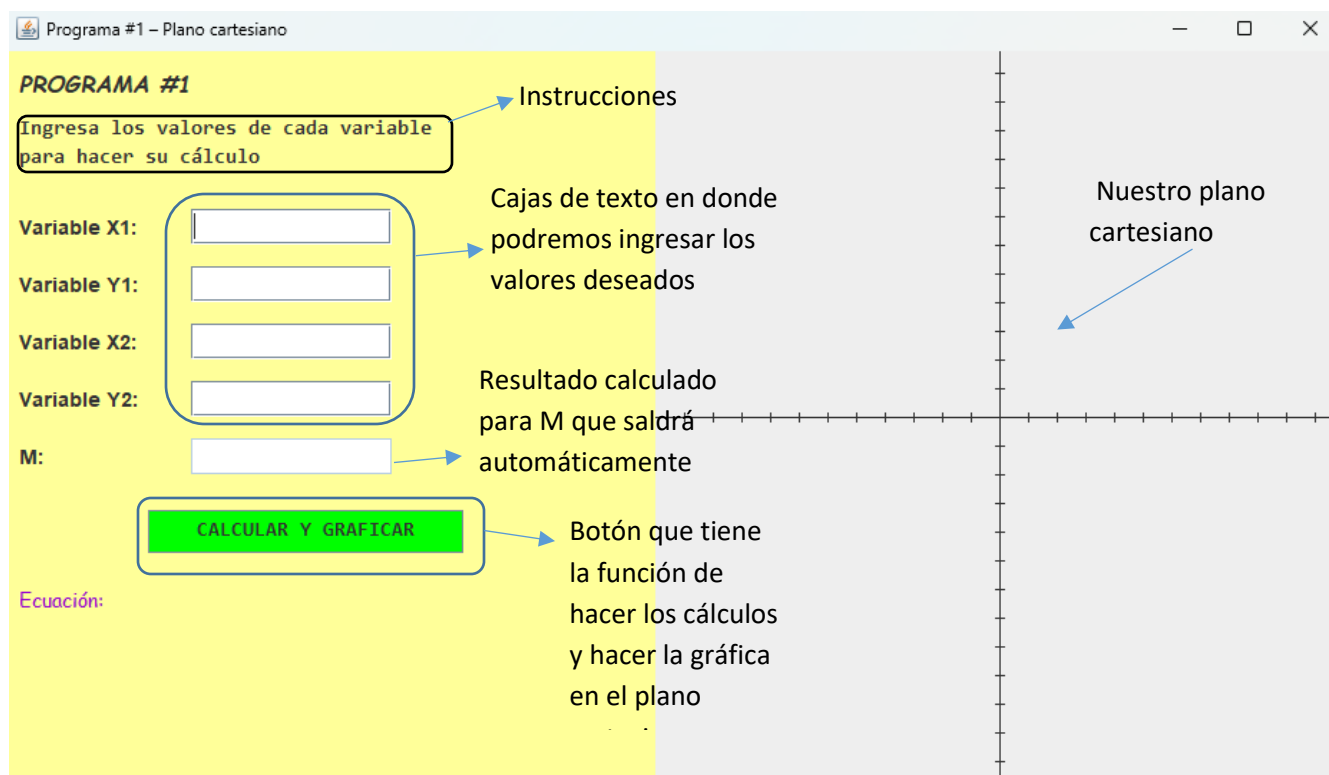 Programa #1 – Plano cartesiano
PROGRAMA #1
Ingresa los valores de cada variable
para hacer su cálculo
Instrucciones
Variable X1:
Variable Y1:
Variable X2:
Variable Y2:
M:
Cajas de texto en donde
podremos ingresar los
valores deseados
Nuestro plano
cartesiano
Resultado calculado
para M que saldrá
automáticamente
CALCULAR Y GRAFICAR
Botón que tiene
la función de
hacer los cálculos
y hacer la gráfica
en el plano
Ecuación: